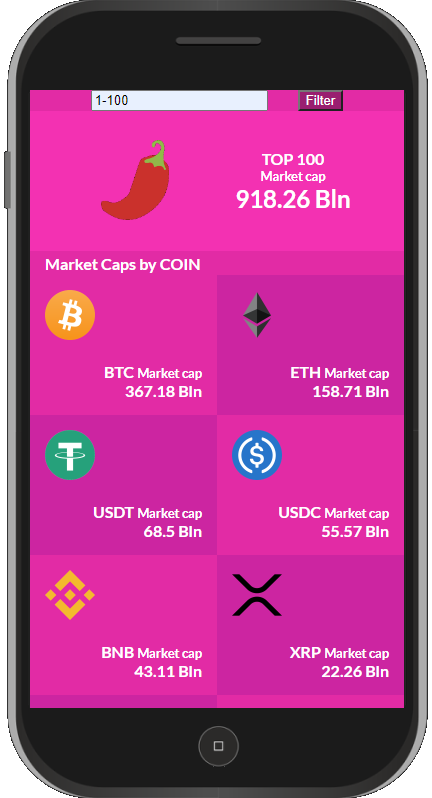 1-100 Filter
TOP 100
Market cap
918.26 Bln
Market Caps by COIN
BTC Market cap
367.18 Bln
ETH Market cap
158.71 Bln
USDT Market cap
68.5 Bln
USDC Market cap
55.57 Bln
BNB Market cap
43.11 Bln
XRP Market cap
22.26 Bln